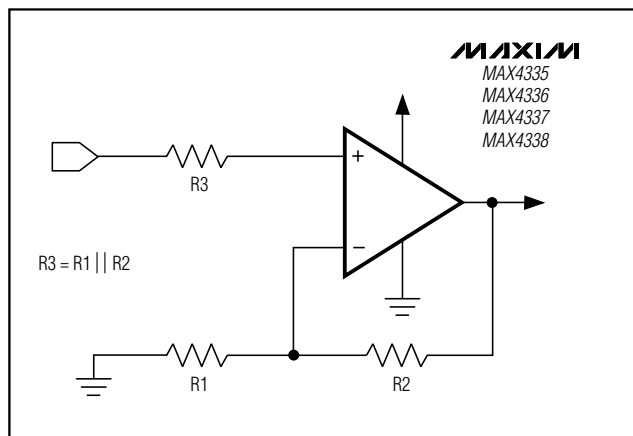 MAXIM
MAX4335
MAX4336
MAX4337
MAX4338
+
R3
−
R3 = R1 || R2
R1
R2